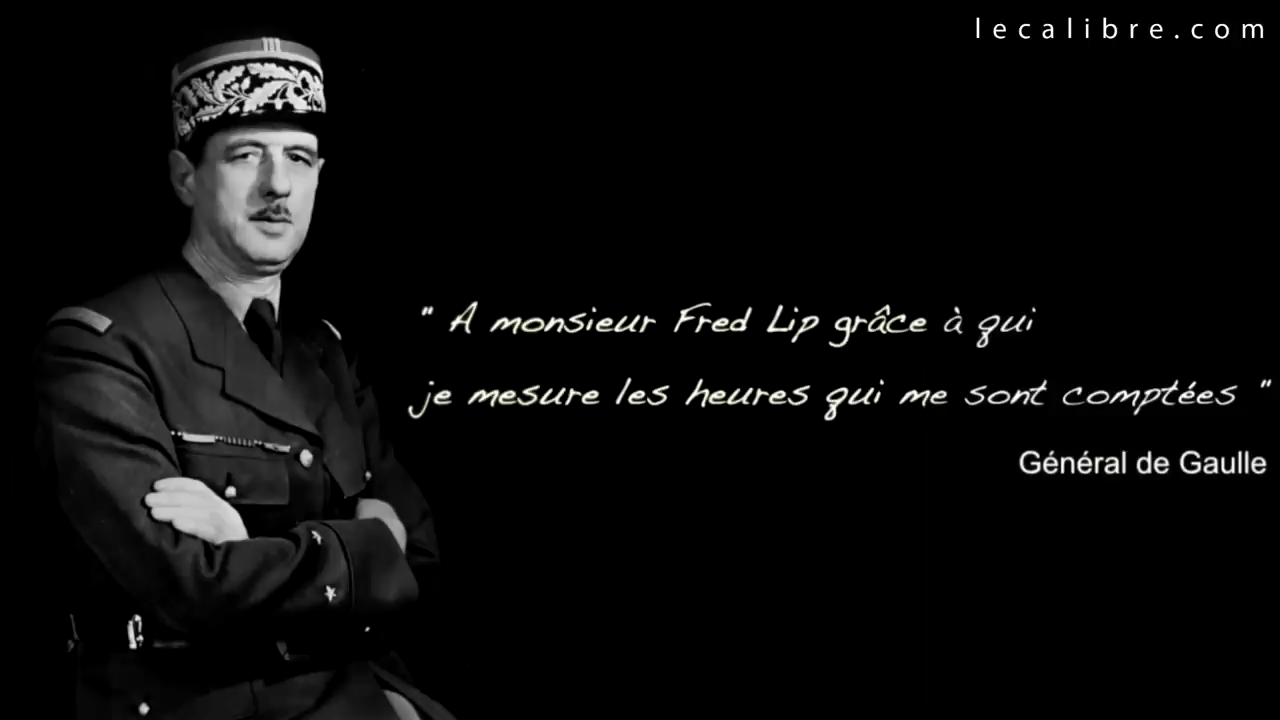 lecalibre.com
" A monsieur Fred Lip grâce à qui
je mesure les heures qui me sont comptées "
Général de Gaulle